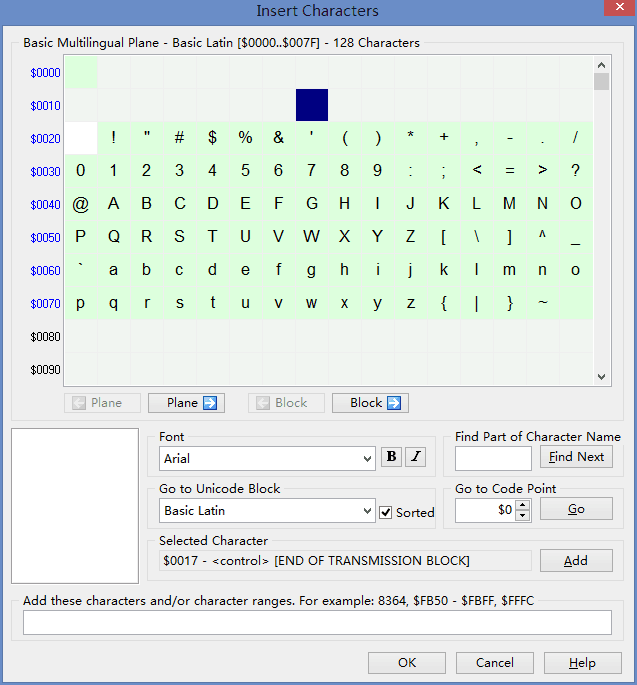 Insert Characters
Basic Multilingual Plane - Basic Latin [$0000..$007F] - 128 Characters
$0000
$0010
$0020 ! " # $ % & ' ( ) * + , - . /
$0030 0 1 2 3 4 5 6 7 8 9 : ; < = > ?
$0040 @ A B C D E F G H I J K L M N O
$0050 P Q R S T U V W X Y Z [ \ ] ^ _
$0060 ` a b c d e f g h i j k l m n o
$0070 p q r s t u v w x y z { | } ~
$0080
$0090
Plane Plane Block Block
Font
Arial B I
Find Part of Character Name
Find Next
Go to Unicode Block
Basic Latin Sorted
Go to Code Point
$0 Go
Selected Character
$0017 - <control> [END OF TRANSMISSION BLOCK] Add
Add these characters and/or character ranges. For example: 8364, $FB50 - $FBFF, $FFFC
OK Cancel Help